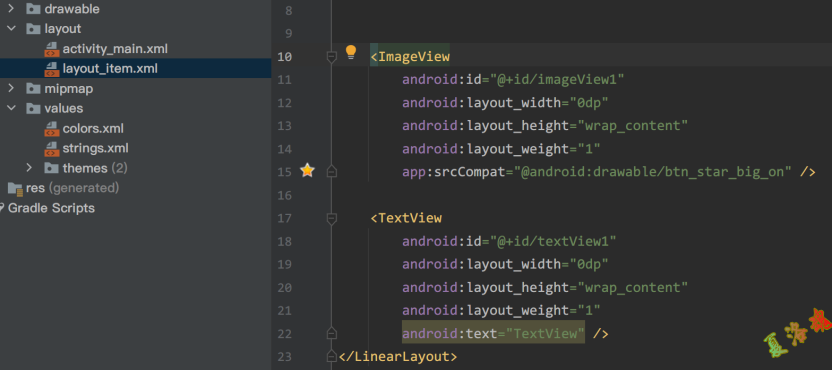 drawable
layout
activity_main.xml
layout_item.xml
mipmap
values
colors.xml
strings.xml
themes (2)
res (generated)
Gradle Scripts
8
9
10 <ImageView
11 android:id="@+id/imageView1"
12 android:layout_width="0dp"
13 android:layout_height="wrap_content"
14 android:layout_weight="1"
15 app:srcCompat="@android:drawable/btn_star_big_on" />
16
17 <TextView
18 android:id="@+id/textView1"
19 android:layout_width="0dp"
20 android:layout_height="wrap_content"
21 android:layout_weight="1"
22 android:text="TextView" />
23 </LinearLayout>